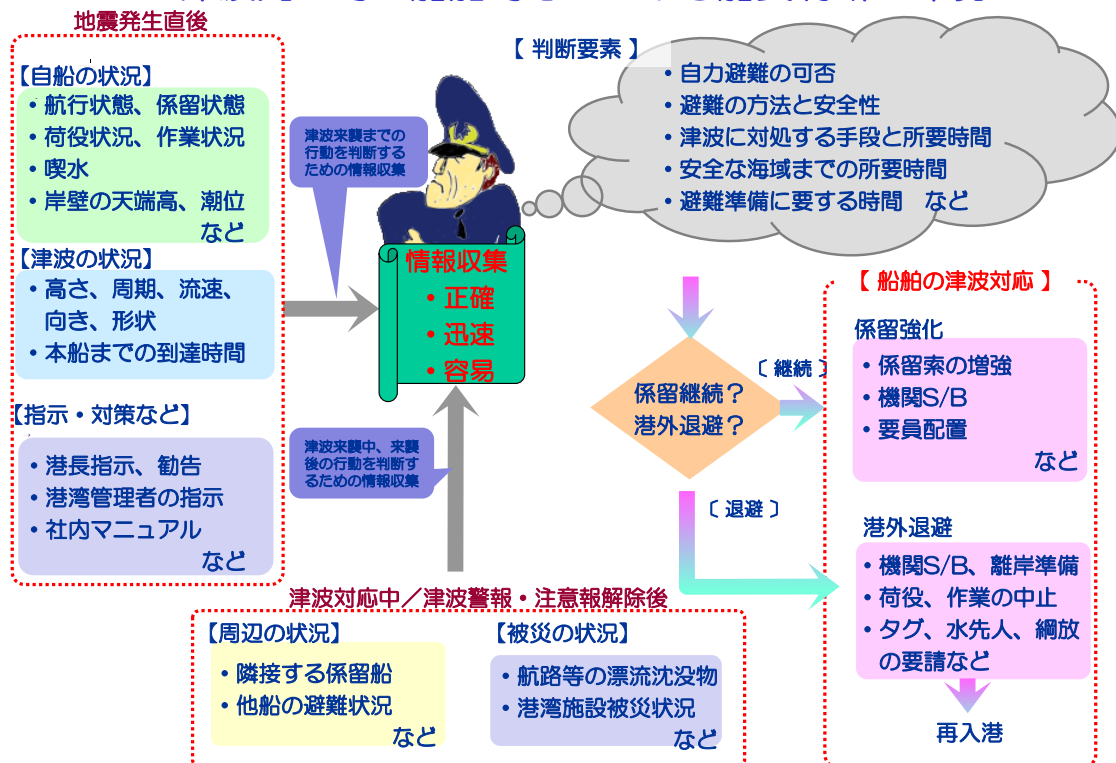 地震発生直後
【自船の状況】
・航行状態、係留状態
・荷役状況、作業状況
・喫水
・岸壁の天端高、潮位
など
【津波の状況】
・高さ、周期、流速、
向き、形状
・本船までの到達時間
【指示・対策など】
・港長指示、勧告
・港湾管理者の指示
・社内マニュアル
など
津波来襲までの
行動を判断する
ための情報収集
情報収集
・正確
・迅速
・容易
津波来襲中、来襲
後の行動を判断す
るための情報収集
【 判断要素 】
・自力避難の可否
・避難の方法と安全性
・津波に対処する手段と所要時間
・安全な海域までの所要時間
・避難準備に要する時間 など
係留継続？
港外退避？
〔 継続 〕
〔 退避 〕
【 船舶の津波対応 】
係留強化
・係留索の増強
・機関S/B
・要員配置
など
港外退避
・機関S/B、離岸準備
・荷役、作業の中止
・タグ、水先人、綱放
の要請など
再入港
津波対応中／津波警報・注意報解除後
【周辺の状況】
・隣接する係留船
・他船の避難状況
など
【被災の状況】
・航路等の漂流沈没物
・港湾施設被災状況
など